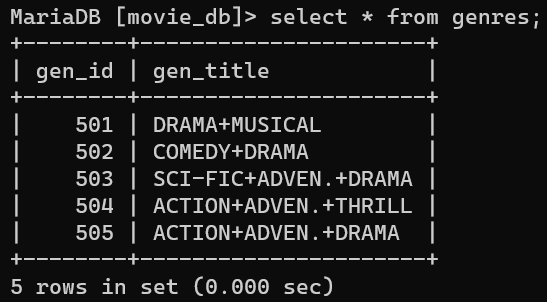 MariaDB [movie_db]> select * from genres;
+--------+----------------------+
| gen_id | gen_title            |
+--------+----------------------+
|    501 | DRAMA+MUSICAL        |
|    502 | COMEDY+DRAMA         |
|    503 | SCI-FIC+ADVEN.+DRAMA |
|    504 | ACTION+ADVEN.+THRILL |
|    505 | ACTION+ADVEN.+DRAMA  |
+--------+----------------------+
5 rows in set (0.000 sec)